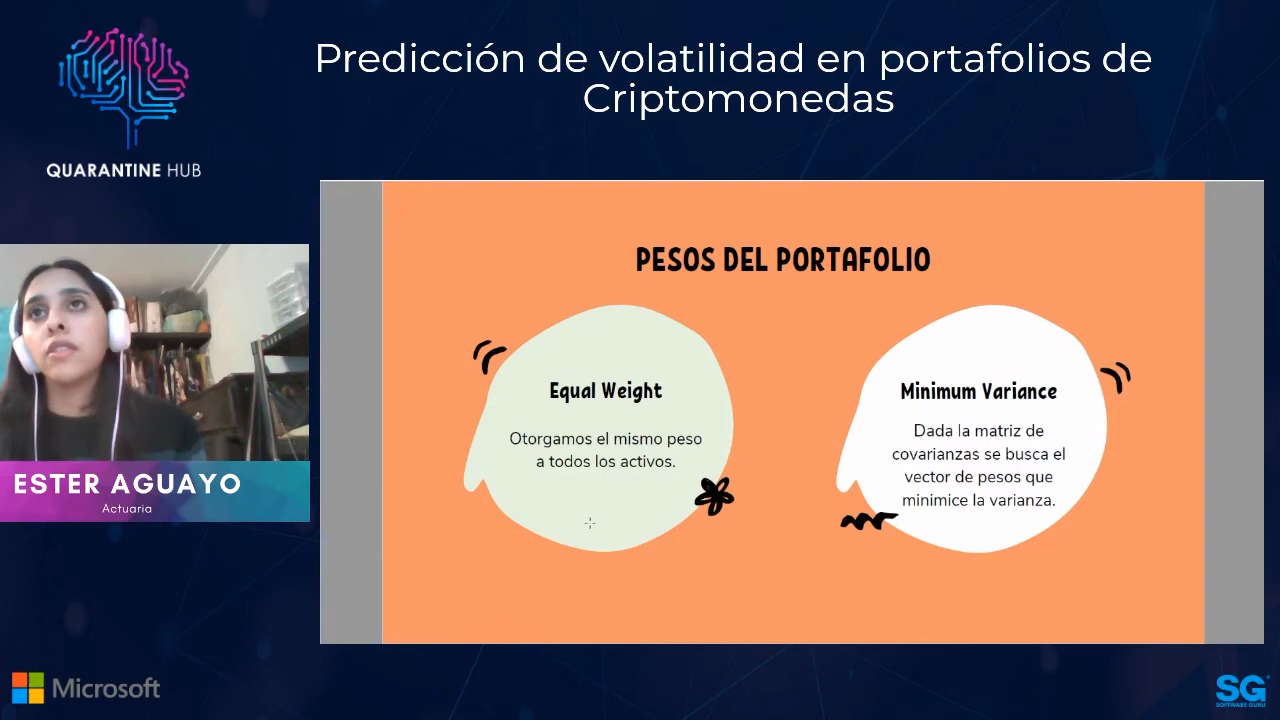 Predicción de volatilidad en portafolios de
Criptomonedas
QUARANTINE HUB
PESOS DEL PORTAFOLIO
Equal Weight
Otorgamos el mismo peso
a todos los activos.
Minimum Variance
Dada la matriz de
covarianzas se busca el
vector de pesos que
minimice la varianza.
ESTER AGUAYO
Actuaria
Microsoft
SG
SOFTWARE GURU